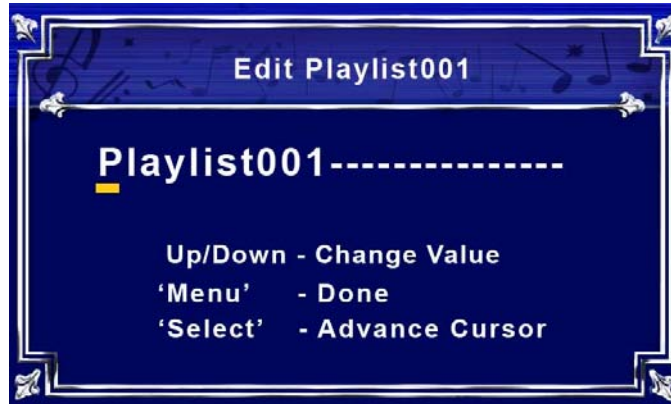 Edit Playlist001
Playlist001---------------
Up/Down - Change Value
‘Menu’ - Done
‘Select’ - Advance Cursor